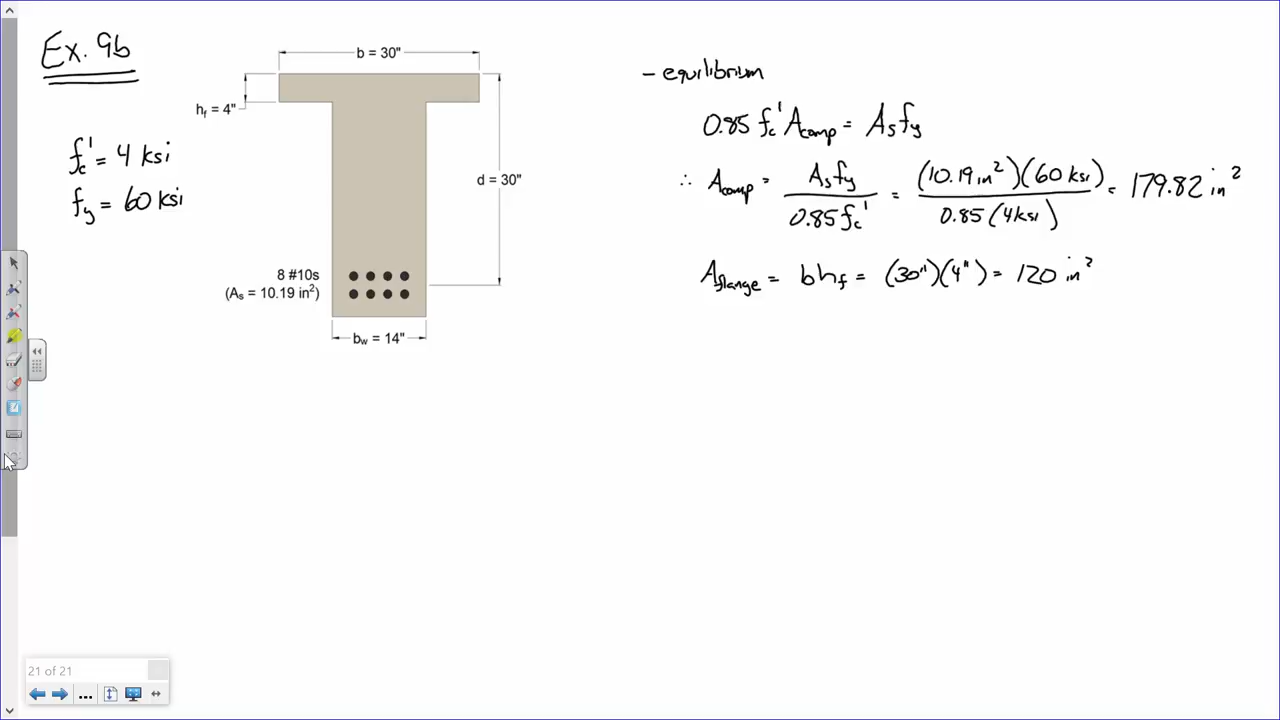 Ex. 9b
f'c = 4 ksi
fy = 60 ksi
b = 30"
hf = 4"
d = 30"
8 #10s
(As = 10.19 in²)
bw = 14"
- equilibrium
0.85 f'c Acomp = As fy
∴ Acomp = As fy / 0.85 f'c = (10.19 in²)(60 ksi) / 0.85 (4 ksi) = 179.82 in²
Aflange = bhf = (30")(4") = 120 in²
21 of 21